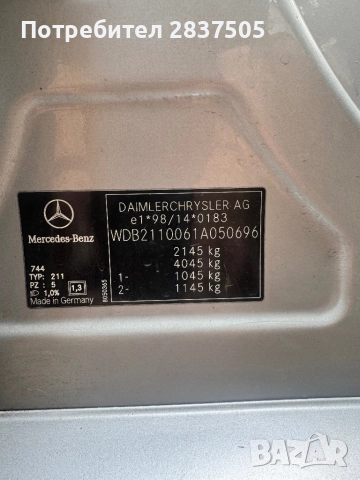 Потребител 2837505
DAIMLERCHRYSLER AG
e1*98/14*0183
WDB2110061A050696
2145 kg
4045 kg
1- 1045 kg
2- 1145 kg
Mercedes-Benz
744
TYP: 211
PZ : 5
1,0% 1,3
Made in Germany
BAZAR